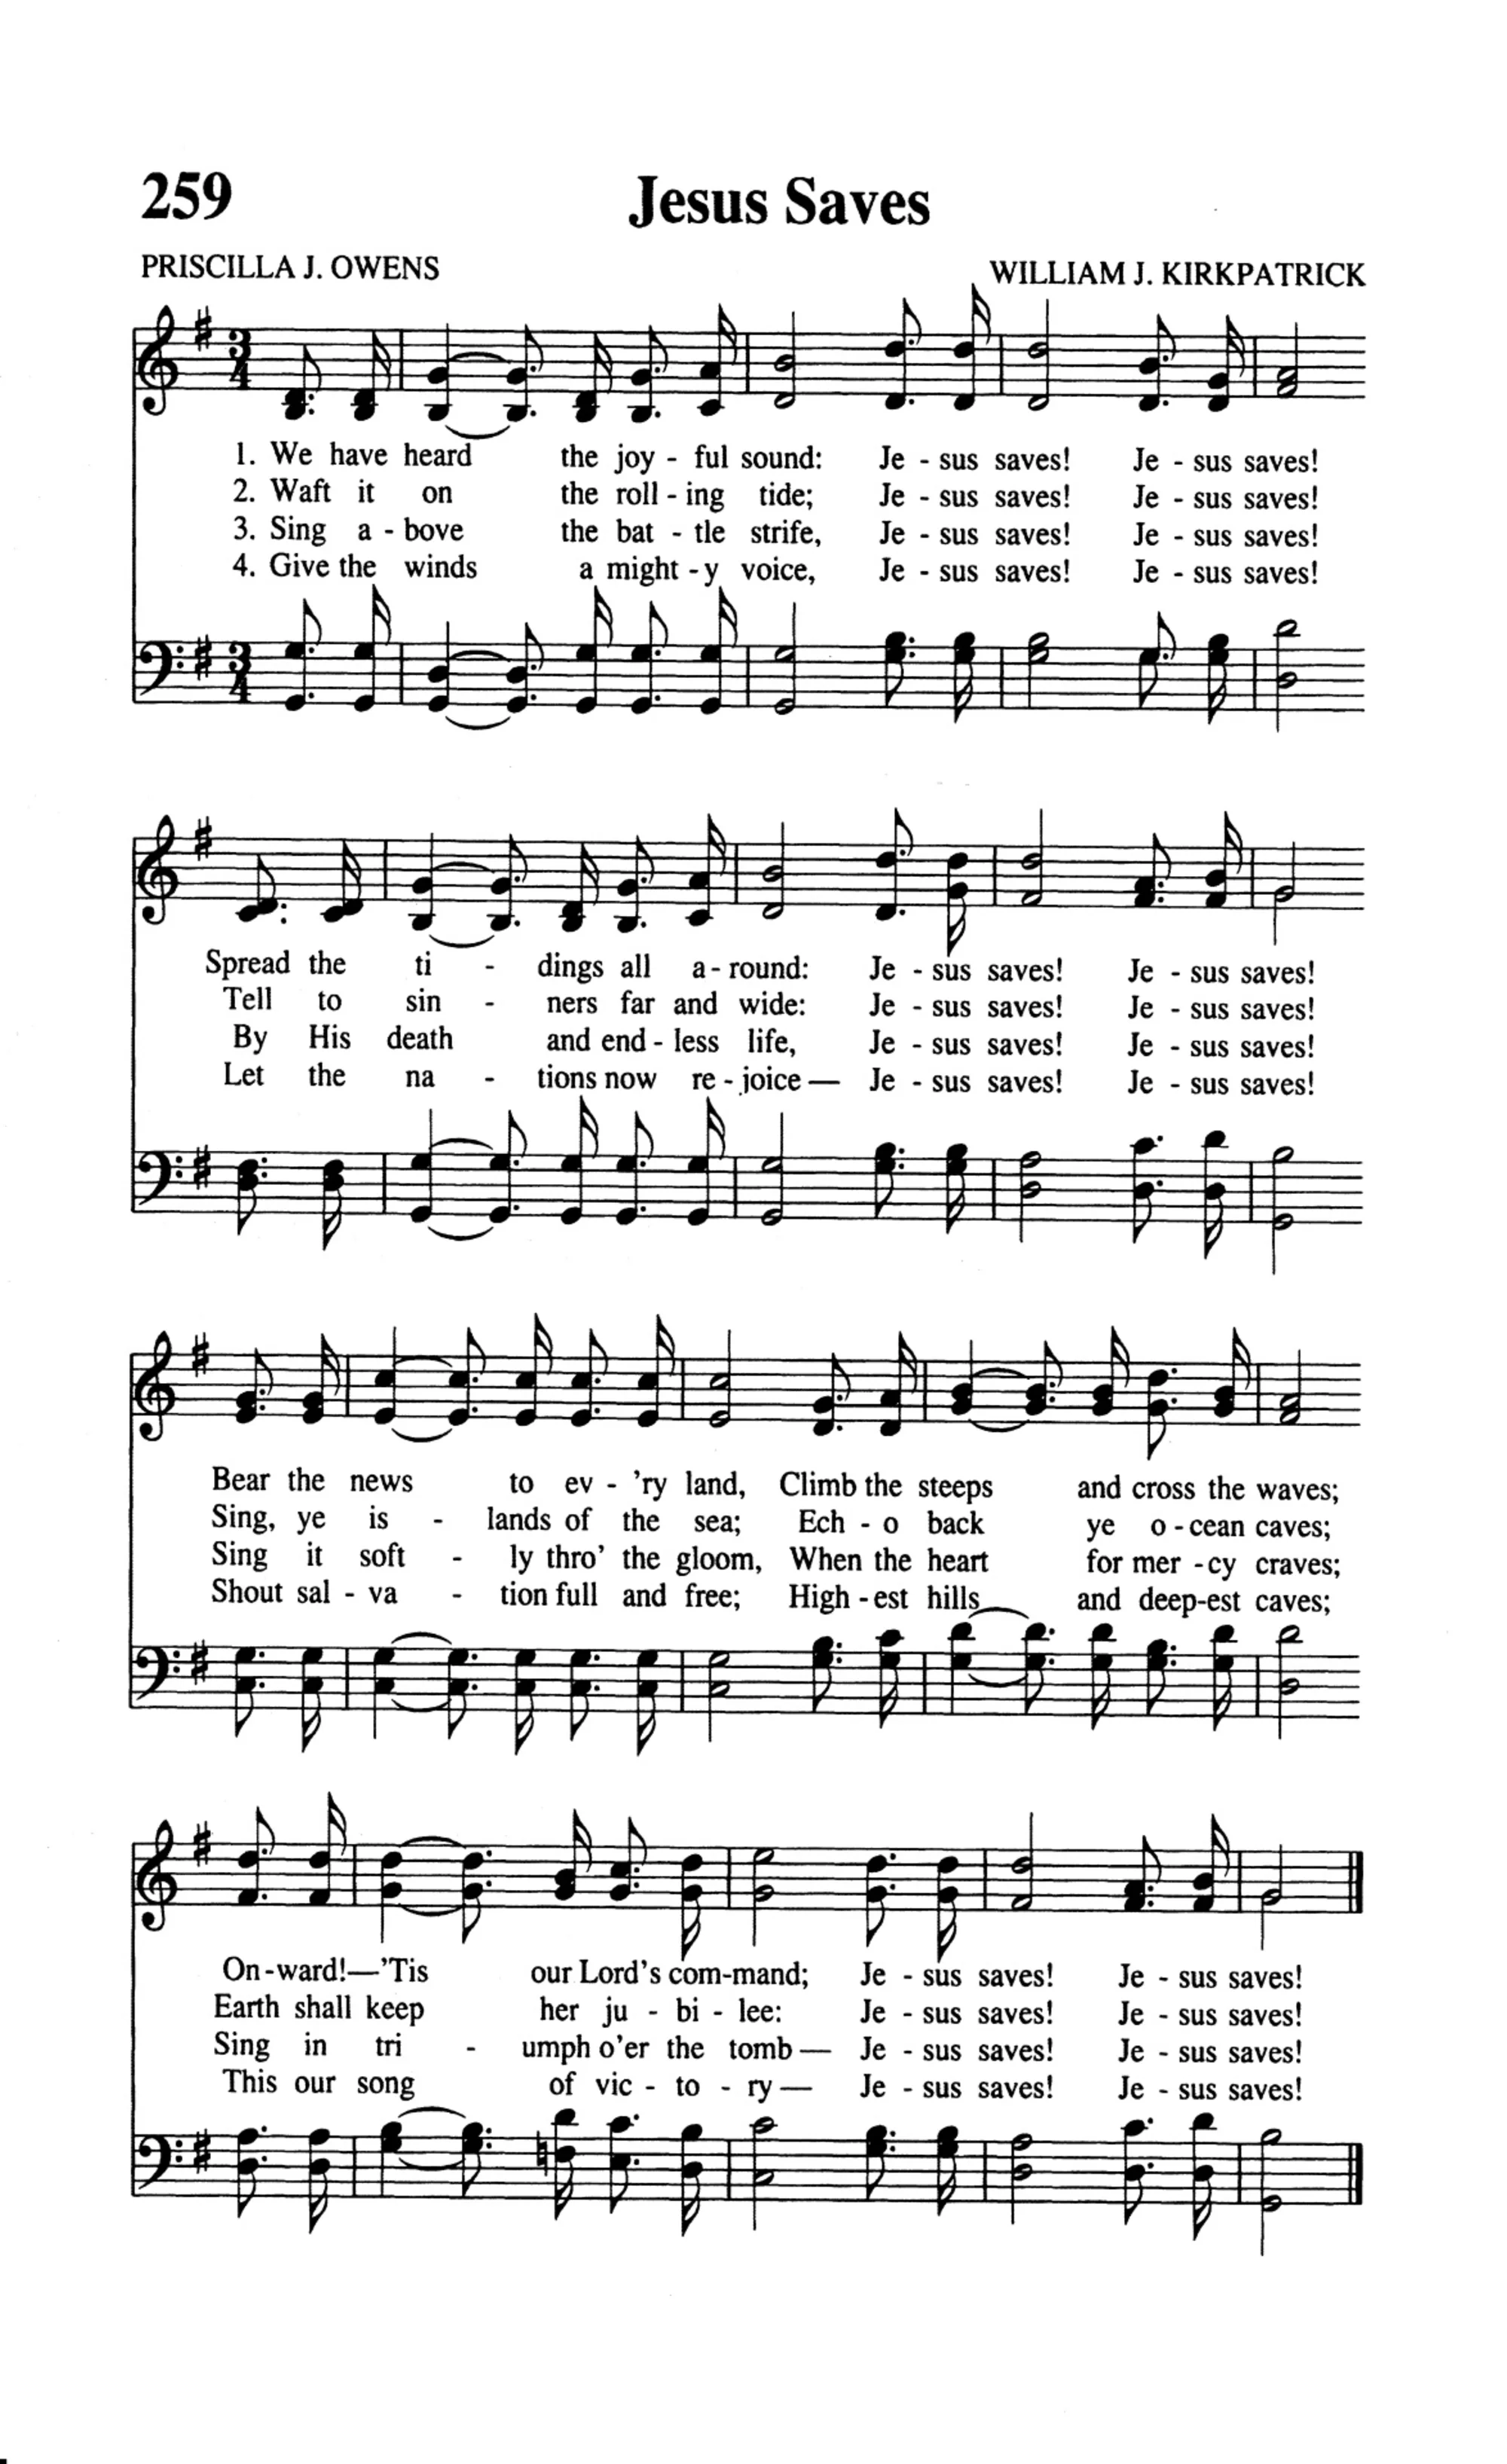 259
Jesus Saves
PRISCILLA J. OWENS
WILLIAM J. KIRKPATRICK
3
4
1. We have heard the joy - ful sound: Je - sus saves! Je - sus saves!
2. Waft it on the roll - ing tide; Je - sus saves! Je - sus saves!
3. Sing a - bove the bat - tle strife, Je - sus saves! Je - sus saves!
4. Give the winds a might - y voice, Je - sus saves! Je - sus saves!
3
4
Spread the ti - dings all a - round: Je - sus saves! Je - sus saves!
Tell to sin - ners far and wide: Je - sus saves! Je - sus saves!
By His death and end - less life, Je - sus saves! Je - sus saves!
Let the na - tions now re - joice — Je - sus saves! Je - sus saves!
Bear the news to ev - 'ry land, Climb the steeps and cross the waves;
Sing, ye is - lands of the sea; Ech - o back ye o - cean caves;
Sing it soft - ly thro' the gloom, When the heart for mer - cy craves;
Shout sal - va - tion full and free; High - est hills and deep-est caves;
On-ward!—'Tis our Lord's com-mand; Je - sus saves! Je - sus saves!
Earth shall keep her ju - bi - lee: Je - sus saves! Je - sus saves!
Sing in tri - umph o'er the tomb — Je - sus saves! Je - sus saves!
This our song of vic - to - ry — Je - sus saves! Je - sus saves!